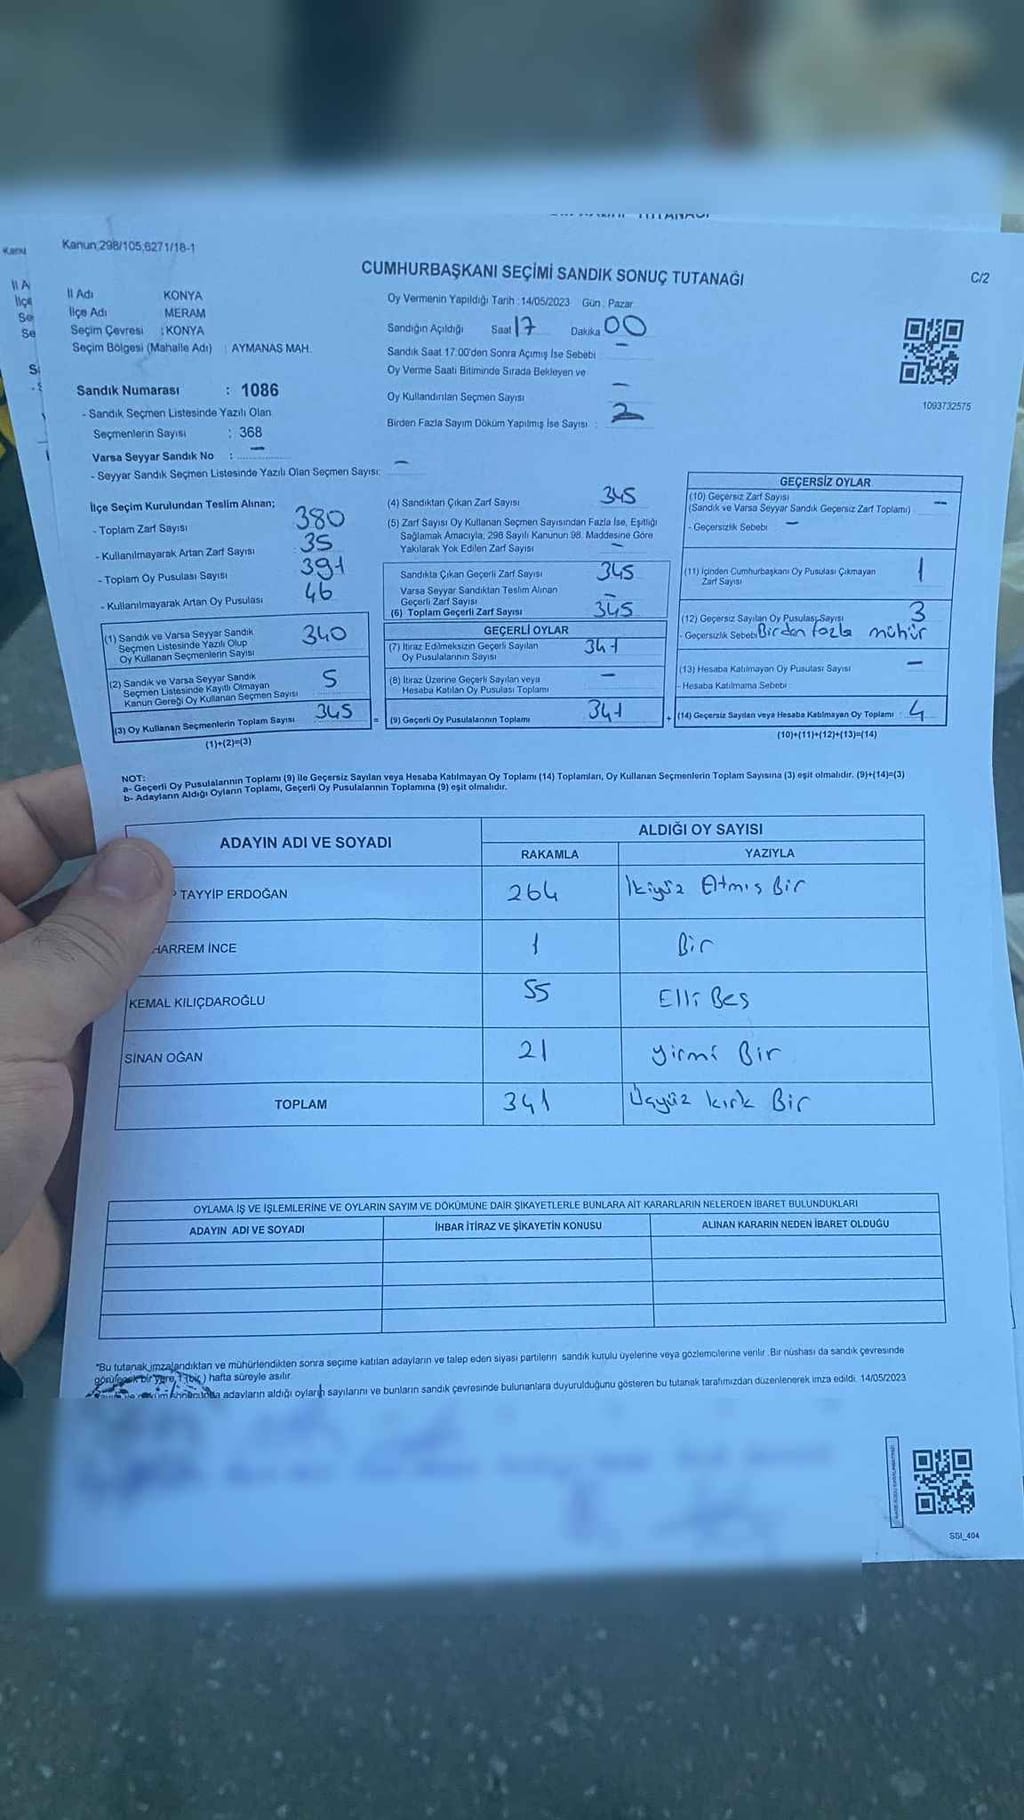 Kanun;298/105,6271/18-1
CUMHURBAŞKANI SEÇİMİ SANDIK SONUÇ TUTANAĞI
C/2
İl Adı KONYA
İlçe Adı MERAM
Seçim Çevresi : KONYA
Seçim Bölgesi (Mahalle Adı) : AYMANAS MAH.
Sandık Numarası : 1086
- Sandık Seçmen Listesinde Yazılı Olan
Seçmenlerin Sayısı : 368
Varsa Seyyar Sandık No : —
- Seyyar Sandık Seçmen Listesinde Yazılı Olan Seçmen Sayısı: —
Oy Vermenin Yapıldığı Tarih :14/05/2023 Gün : Pazar
Sandığın Açıldığı Saat 17 Dakika 00
Sandık Saat 17:00'den Sonra Açımış İse Sebebi —
Oy Verme Saati Bitiminde Sırada Bekleyen ve
Oy Kullandırılan Seçmen Sayısı —
Birden Fazla Sayım Döküm Yapılmış İse Sayısı : 2
1093732575
İlçe Seçim Kurulundan Teslim Alınan;
- Toplam Zarf Sayısı 380
- Kullanılmayarak Artan Zarf Sayısı : 35
- Toplam Oy Pusulası Sayısı 391
- Kullanılmayarak Artan Oy Pusulası 46
(1) Sandık ve Varsa Seyyar Sandık
Seçmen Listesinde Yazılı Olup
Oy Kullanan Seçmenlerin Sayısı 340
(2) Sandık ve Varsa Seyyar Sandık
Seçmen Listesinde Kayıtlı Olmayan
Kanun Gereği Oy Kullanan Seçmen Sayısı 5
(3) Oy Kullanan Seçmenlerin Toplam Sayısı 345 =
(1)+(2)=(3)
(4) Sandıktan Çıkan Zarf Sayısı 345
(5) Zarf Sayısı Oy Kullanan Seçmen Sayısından Fazla İse, Eşitliği
Sağlamak Amacıyla, 298 Sayılı Kanunun 98. Maddesine Göre
Yakılarak Yok Edilen Zarf Sayısı —
Sandıkta Çıkan Geçerli Zarf Sayısı 345
Varsa Seyyar Sandıktan Teslim Alınan
Geçerli Zarf Sayısı —
(6) Toplam Geçerli Zarf Sayısı 345
GEÇERLİ OYLAR
(7) İtiraz Edilmeksizin Geçerli Sayılan
Oy Pusulalarının Sayısı 341
(8) İtiraz Üzerine Geçerli Sayılan veya
Hesaba Katılan Oy Pusulası Toplamı —
(9) Geçerli Oy Pusulalarının Toplamı 341 +
GEÇERSİZ OYLAR
(10) Geçersiz Zarf Sayısı
(Sandık ve Varsa Seyyar Sandık Geçersiz Zarf Toplamı) —
- Geçersizlik Sebebi : —
(11) İçinden Cumhurbaşkanı Oy Pusulası Çıkmayan
Zarf Sayısı 1
(12) Geçersiz Sayılan Oy Pusulası Sayısı 3
- Geçersizlik Sebebi Birden fazla mühür
(13) Hesaba Katılmayan Oy Pusulası Sayısı —
- Hesaba Katılmama Sebebi :
(14) Geçersiz Sayılan veya Hesaba Katılmayan Oy Toplamı : 4
(10)+(11)+(12)+(13)=(14)
NOT:
a- Geçerli Oy Pusulalarının Toplamı (9) ile Geçersiz Sayılan veya Hesaba Katılmayan Oy Toplamı (14) Toplamları, Oy Kullanan Seçmenlerin Toplam Sayısına (3) eşit olmalıdır. (9)+(14)=(3)
b- Adayların Aldığı Oyların Toplamı, Geçerli Oy Pusulalarının Toplamına (9) eşit olmalıdır.
ADAYIN ADI VE SOYADI ALDIĞI OY SAYISI
RAKAMLA YAZIYLA
TAYYİP ERDOĞAN 264 İkiyüz Atmış Bir
HARREM İNCE 1 Bir
KEMAL KILIÇDAROĞLU 55 Elli Beş
SİNAN OĞAN 21 Yirmi Bir
TOPLAM 341 Üçyüz kırk Bir
OYLAMA İŞ VE İŞLEMLERİNE VE OYLARIN SAYIM VE DÖKÜMÜNE DAİR ŞİKAYETLERLE BUNLARA AİT KARARLARIN NELERDEN İBARET BULUNDUKLARI
ADAYIN ADI VE SOYADI İHBAR İTİRAZ VE ŞİKAYETİN KONUSU ALINAN KARARIN NEDEN İBARET OLDUĞU
"Bu tutanak imzalandıktan ve mühürlendikten sonra seçime katılan adayların ve talep eden siyasi partilerin sandık kurulu üyelerine veya gözlemcilerine verilir. Bir nüshası da sandık çevresinde
görülecek bir yere, 1 (bir) hafta süreyle asılır.
adayların aldığı oyların sayılarını ve bunların sandık çevresinde bulunanlara duyurulduğunu gösteren bu tutanak tarafımızdan düzenlenerek imza edildi. 14/05/2023
SSI_404